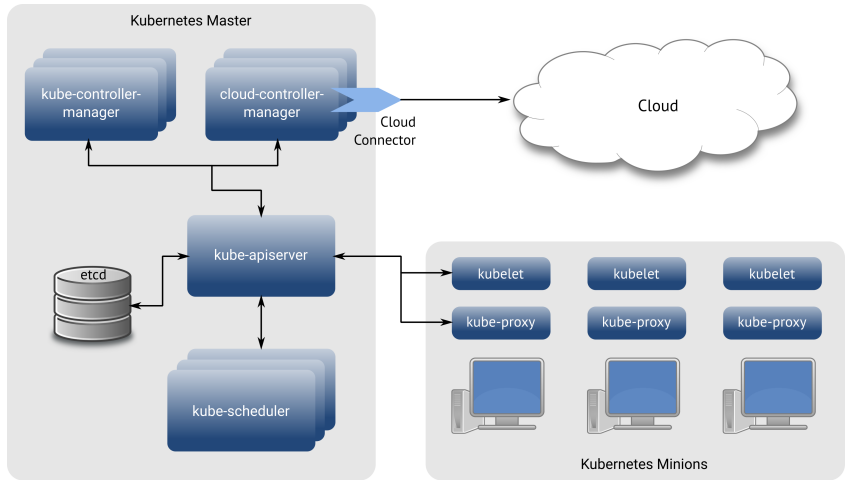 Kubernetes Master
kube-controller-
manager
cloud-controller-
manager
Cloud
Connector
Cloud
kube-apiserver
etcd
kube-scheduler
kubelet
kubelet
kubelet
kube-proxy
kube-proxy
kube-proxy
Kubernetes Minions